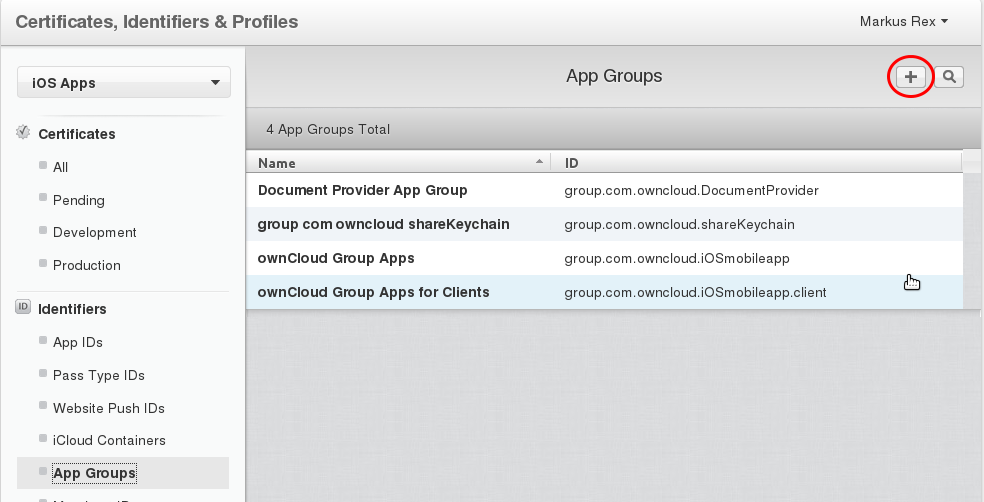 Certificates, Identifiers & Profiles
Markus Rex
iOS Apps
Certificates
All
Pending
Development
Production
ID
Identifiers
App IDs
Pass Type IDs
Website Push IDs
iCloud Containers
App Groups
App Groups
4 App Groups Total
Name ID
Document Provider App Group group.com.owncloud.DocumentProvider
group com owncloud shareKeychain group.com.owncloud.shareKeychain
ownCloud Group Apps group.com.owncloud.iOSmobileapp
ownCloud Group Apps for Clients group.com.owncloud.iOSmobileapp.client